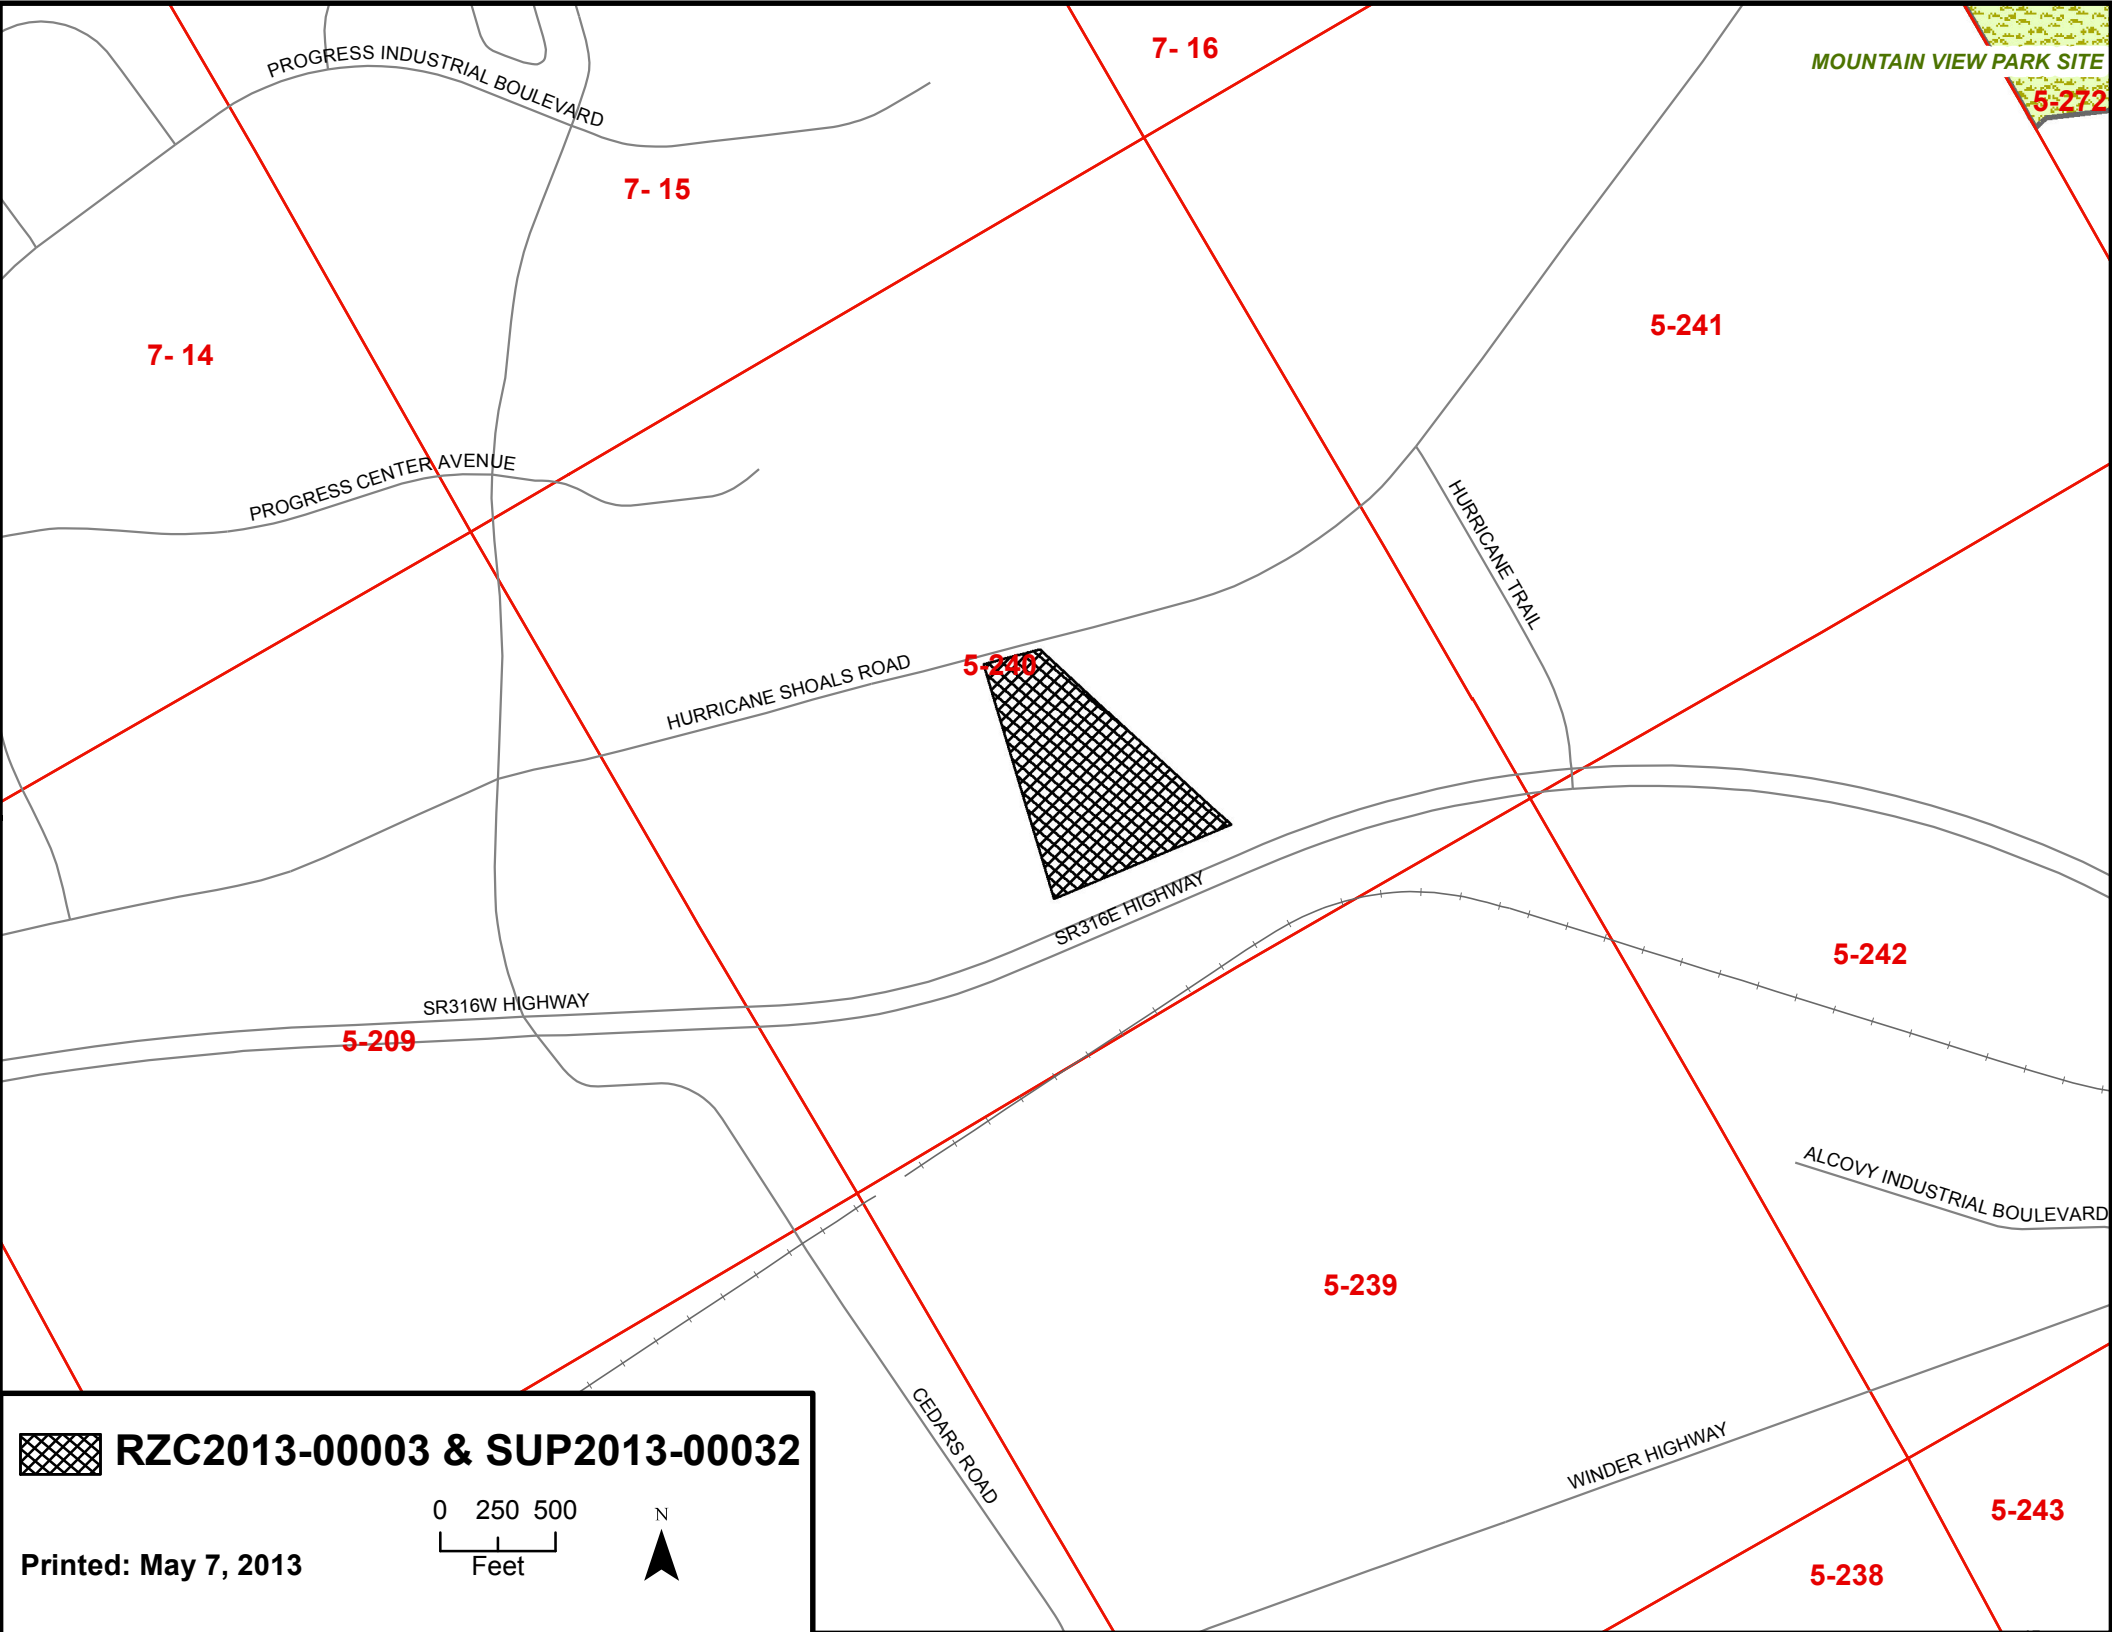 7- 16
MOUNTAIN VIEW PARK SITE
PROGRESS INDUSTRIAL BOULEVARD
5-272
7- 15
5-241
7- 14
PROGRESS CENTER AVENUE
HURRICANE TRAIL
5-240
HURRICANE SHOALS ROAD
SR316E HIGHWAY
5-242
SR316W HIGHWAY
5-209
ALCOVY INDUSTRIAL BOULEVARD
5-239
CEDARS ROAD
WINDER HIGHWAY
5-243
5-238
RZC2013-00003 & SUP2013-00032
0 250 500
Feet
N
Printed: May 7, 2013